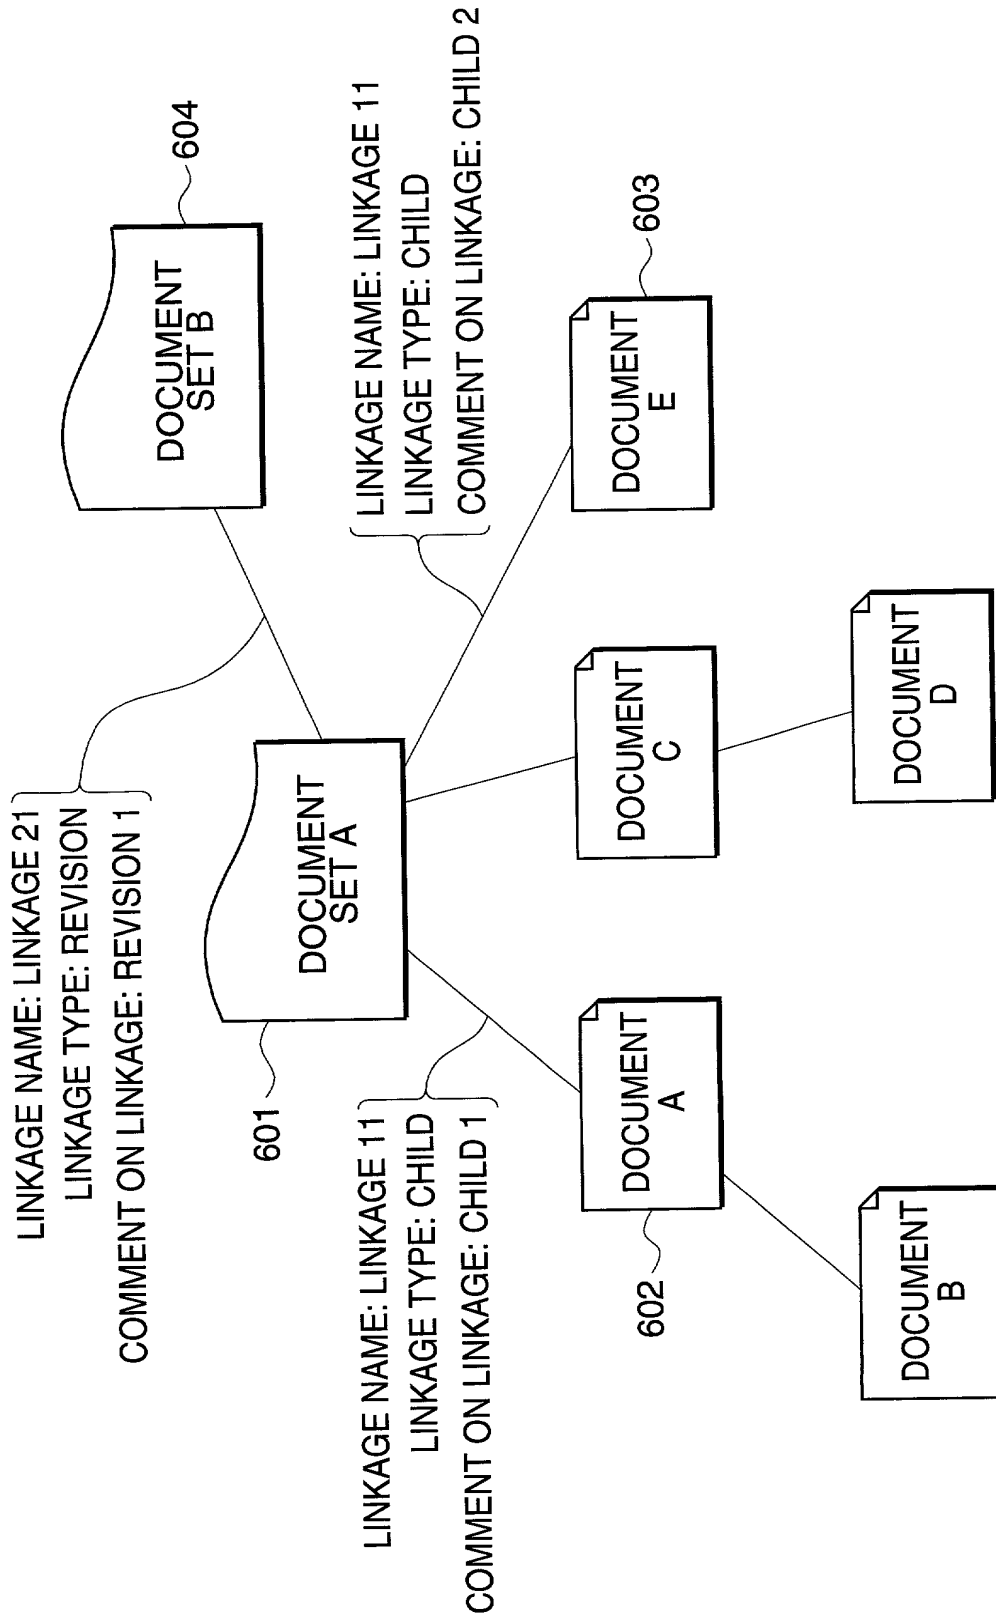 LINKAGE NAME: LINKAGE 21
LINKAGE TYPE: REVISION
COMMENT ON LINKAGE: REVISION 1
604
DOCUMENT
SET B
601
DOCUMENT
SET A
LINKAGE NAME: LINKAGE 11
LINKAGE TYPE: CHILD
COMMENT ON LINKAGE: CHILD 1
LINKAGE NAME: LINKAGE 11
LINKAGE TYPE: CHILD
COMMENT ON LINKAGE: CHILD 2
602
DOCUMENT
A
DOCUMENT
C
603
DOCUMENT
E
DOCUMENT
B
DOCUMENT
D